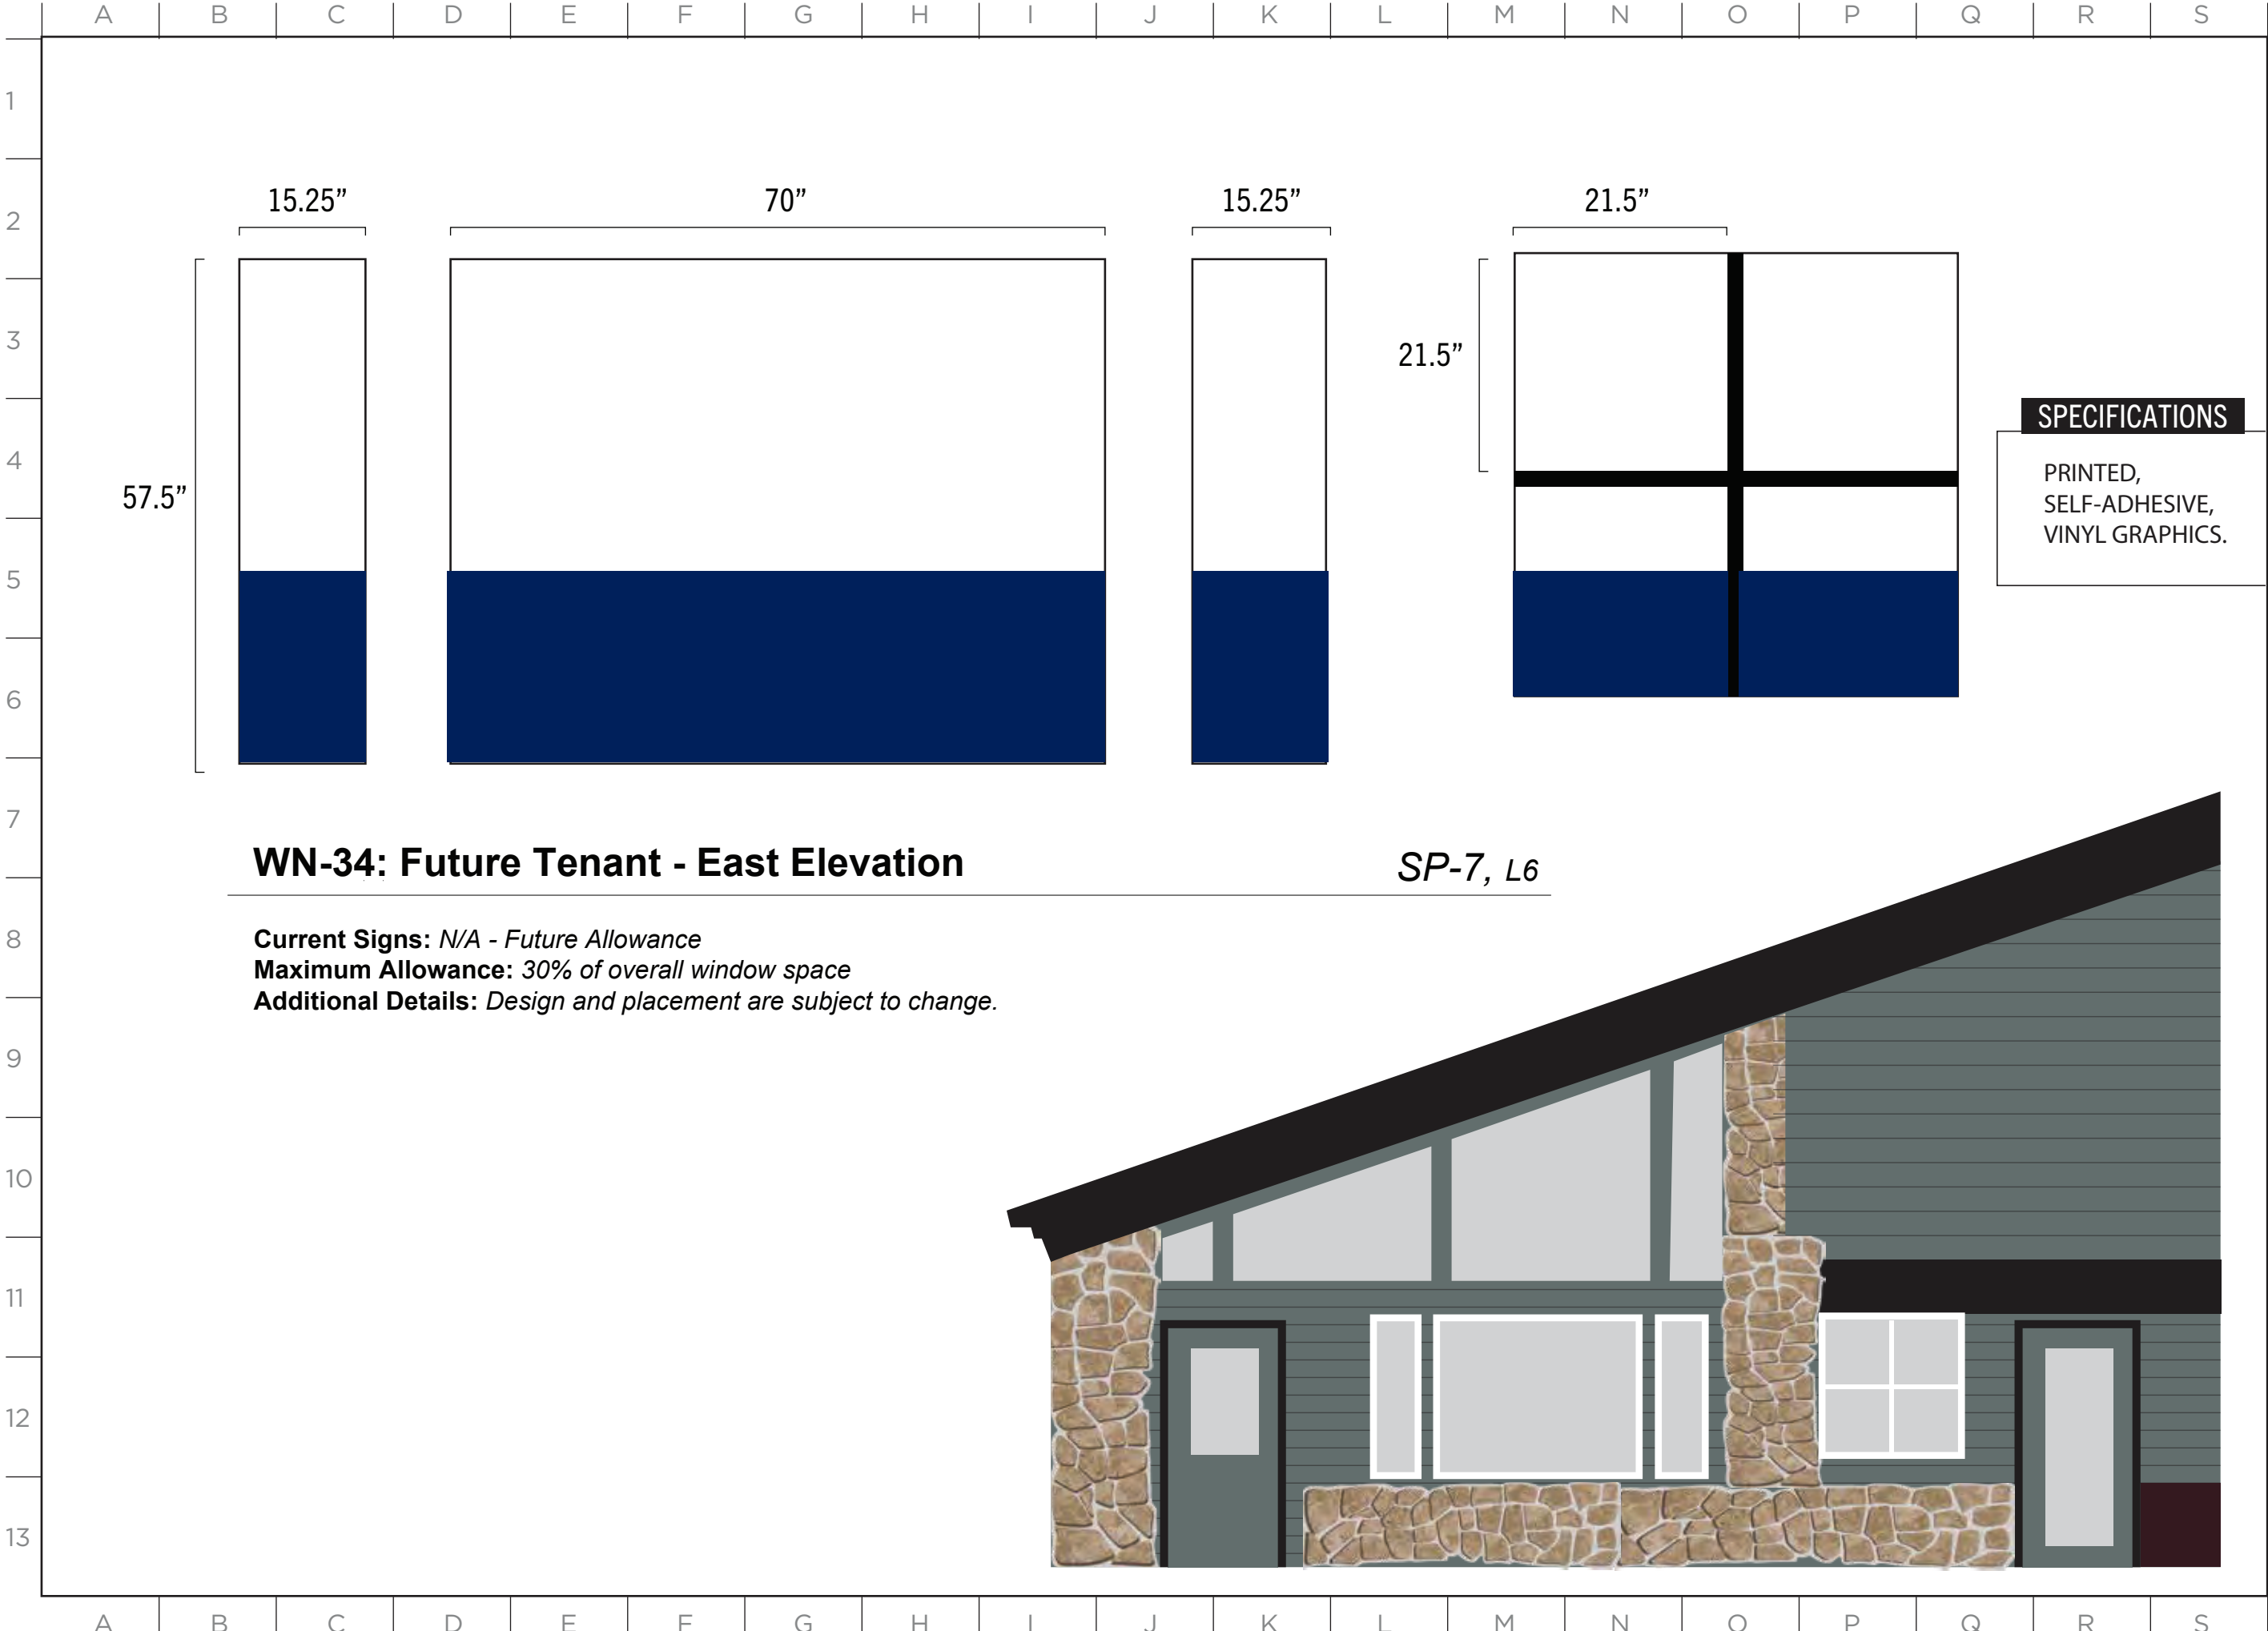 A B C D E F G H I J K L M N O P Q R S
1
2
3
4
5
6
7
8
9
10
11
12
13
15.25” 70” 15.25” 21.5”
57.5”
21.5”
SPECIFICATIONS
PRINTED,
SELF-ADHESIVE,
VINYL GRAPHICS.
WN-34: Future Tenant - East Elevation SP-7, L6
Current Signs: N/A - Future Allowance
Maximum Allowance: 30% of overall window space
Additional Details: Design and placement are subject to change.
A B C D E F G H I J K L M N O P Q R S